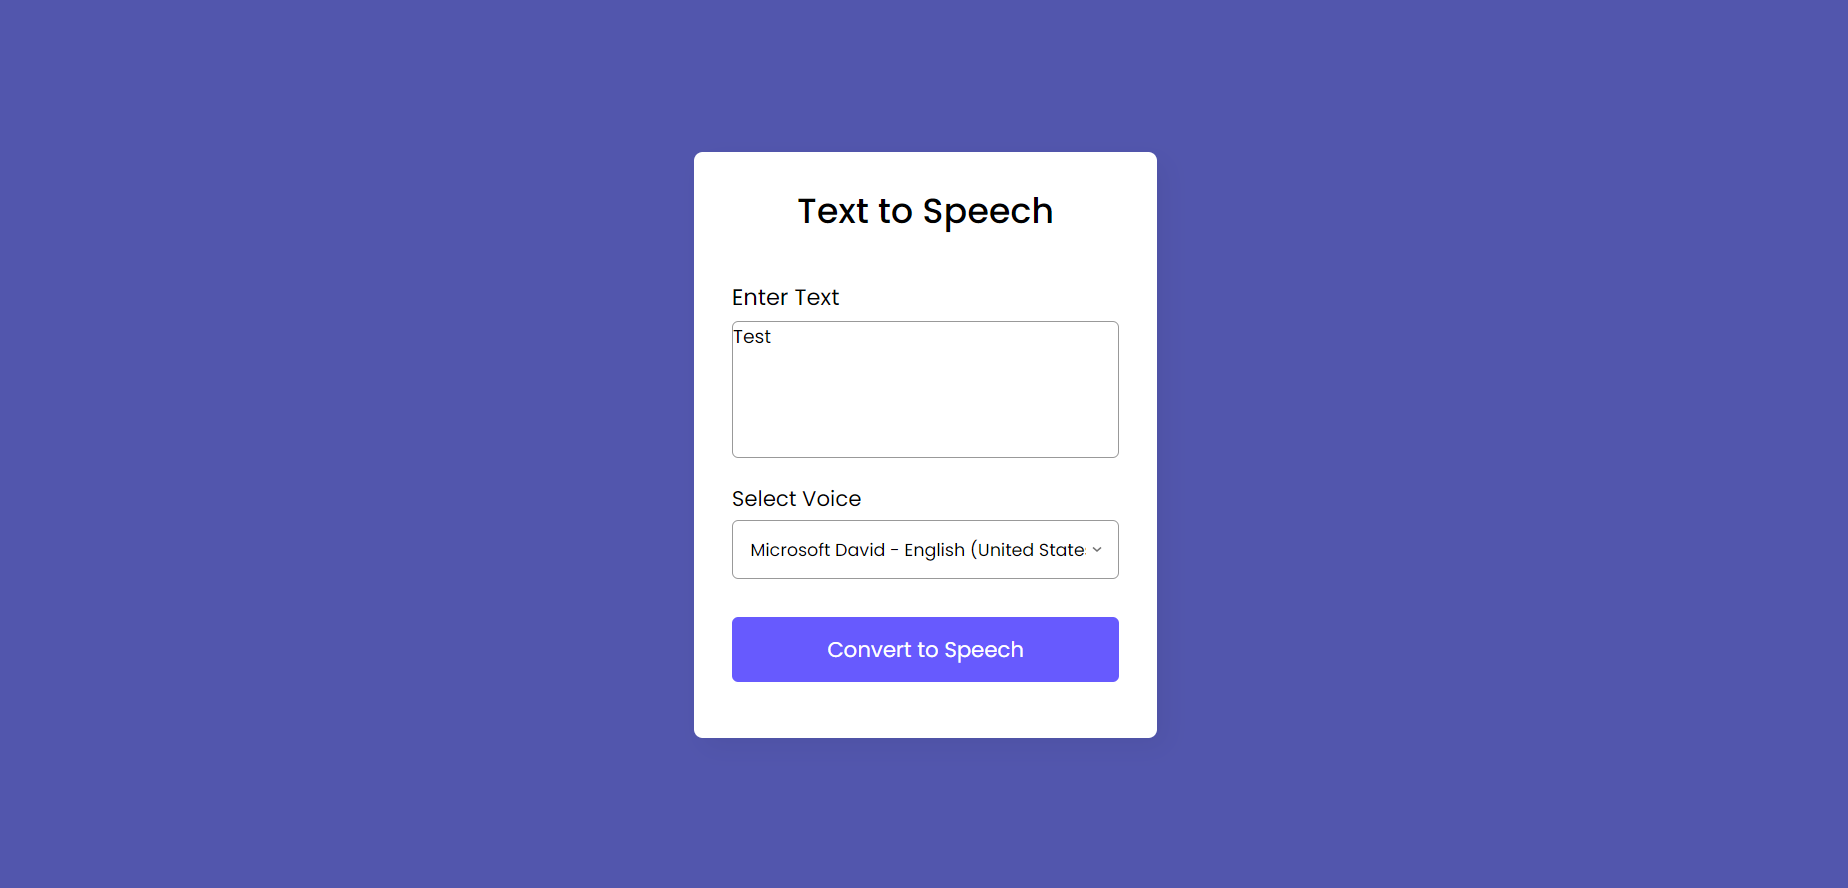 Text to Speech
Enter Text
Test
Select Voice
Microsoft David - English (United State
Convert to Speech